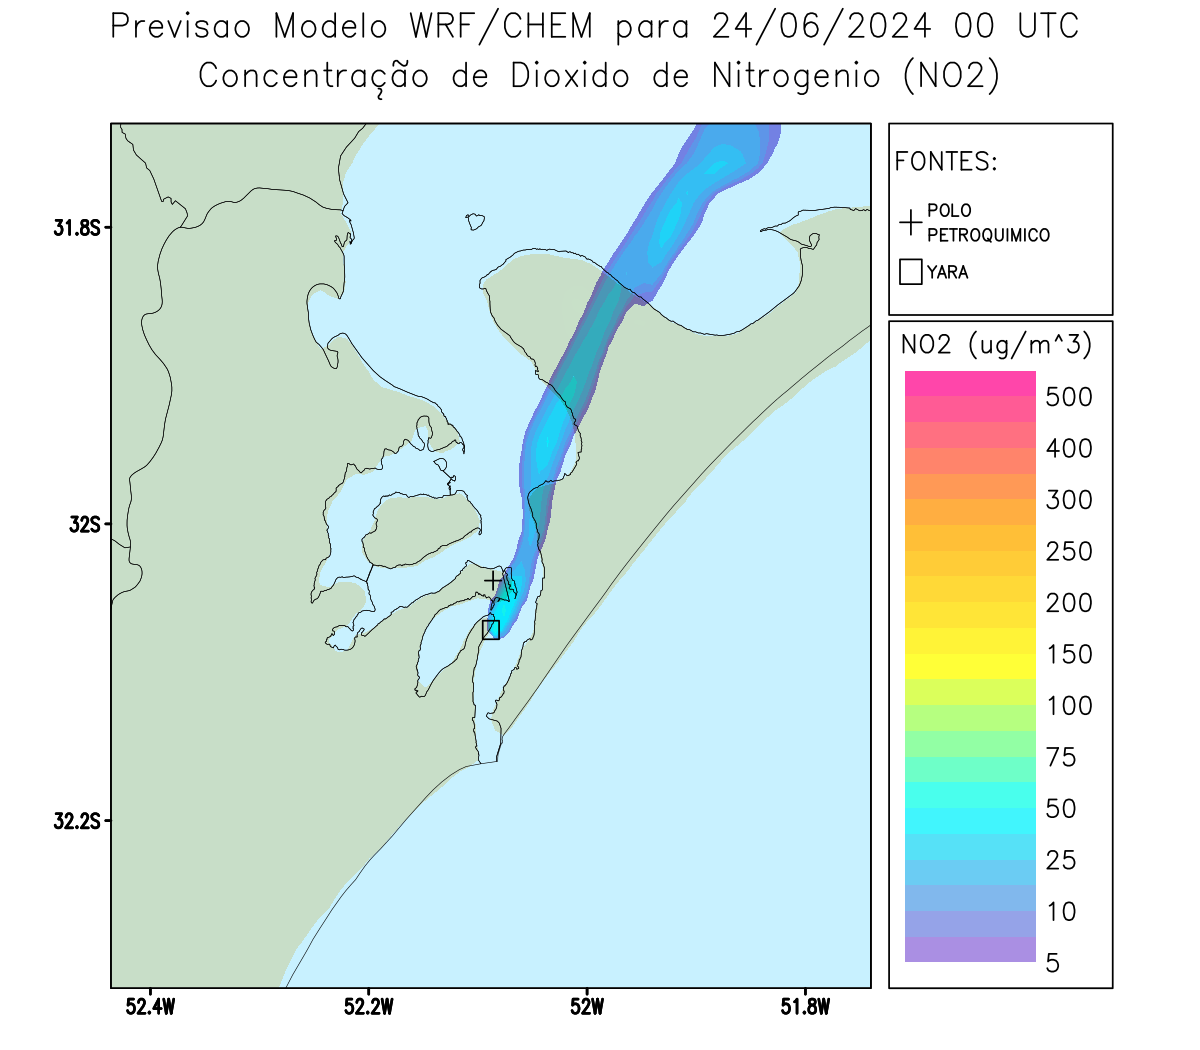 Previsao Modelo WRF/CHEM para 24/06/2024 00 UTC
Concentração de Dioxido de Nitrogenio (NO2)
FONTES:
POLO
PETROQUIMICO
YARA
31.8S
32S
32.2S
52.4W
52.2W
52W
51.8W
NO2 (ug/m^3)
500
400
300
250
200
150
100
75
50
25
10
5